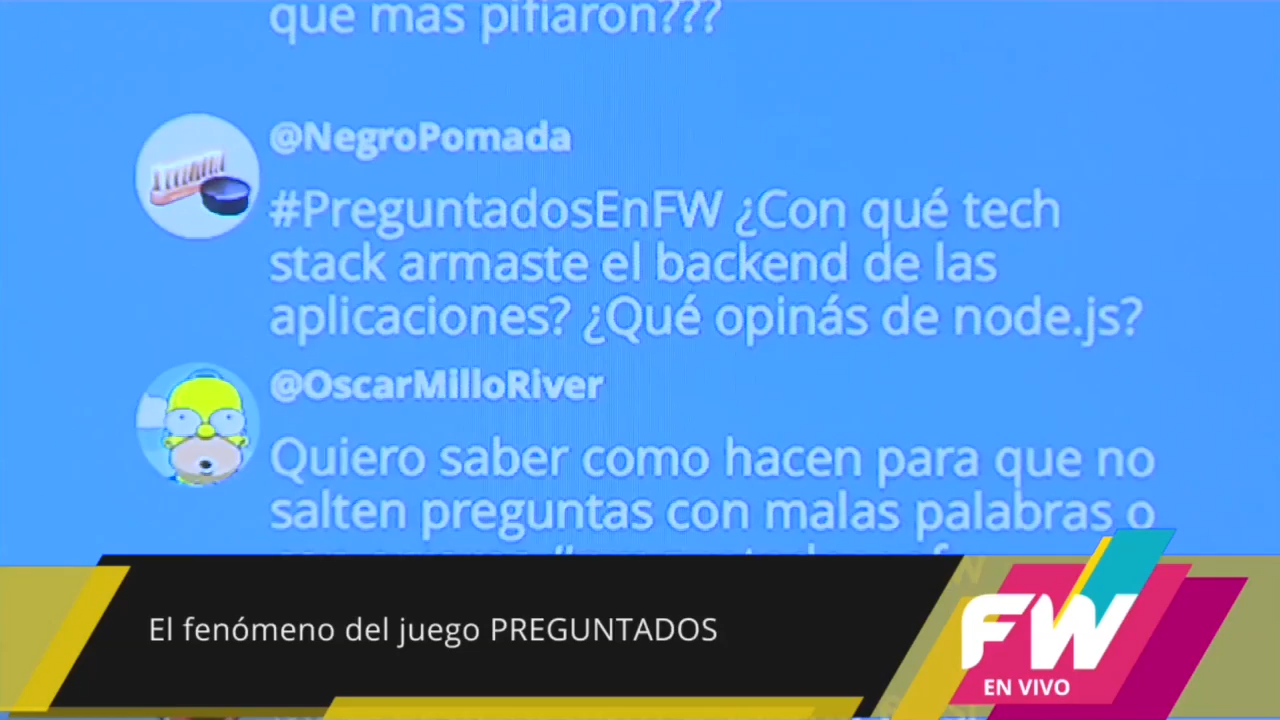 que mas pifiaron???
@NegroPomada
#PreguntadosEnFW ¿Con qué tech
stack armaste el backend de las
aplicaciones? ¿Qué opinás de node.js?
@OscarMilloRiver
Quiero saber como hacen para que no
salten preguntas con malas palabras o
El fenómeno del juego PREGUNTADOS
FW
EN VIVO